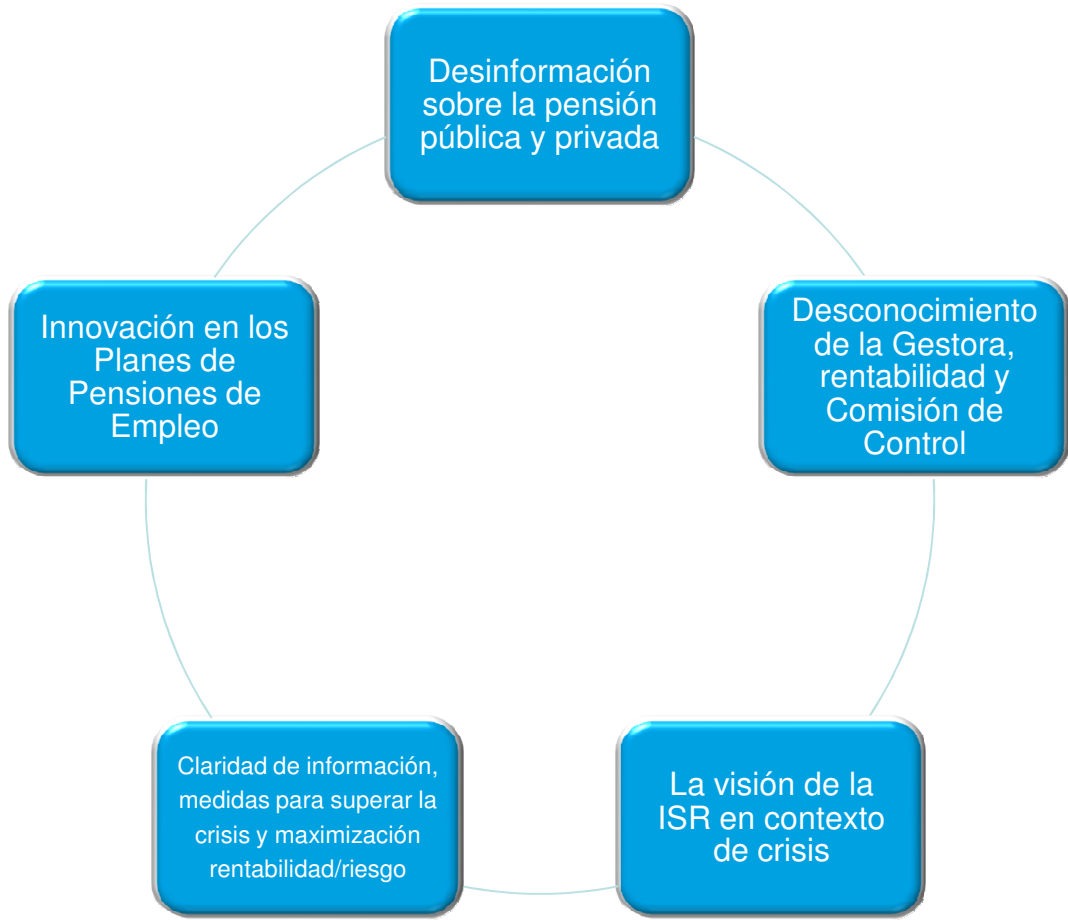 Desinformación
sobre la pensión
pública y privada
Desconocimiento
de la Gestora,
rentabilidad y
Comisión de
Control
La visión de la
ISR en contexto
de crisis
Claridad de información,
medidas para superar la
crisis y maximización
rentabilidad/riesgo
Innovación en los
Planes de
Pensiones de
Empleo